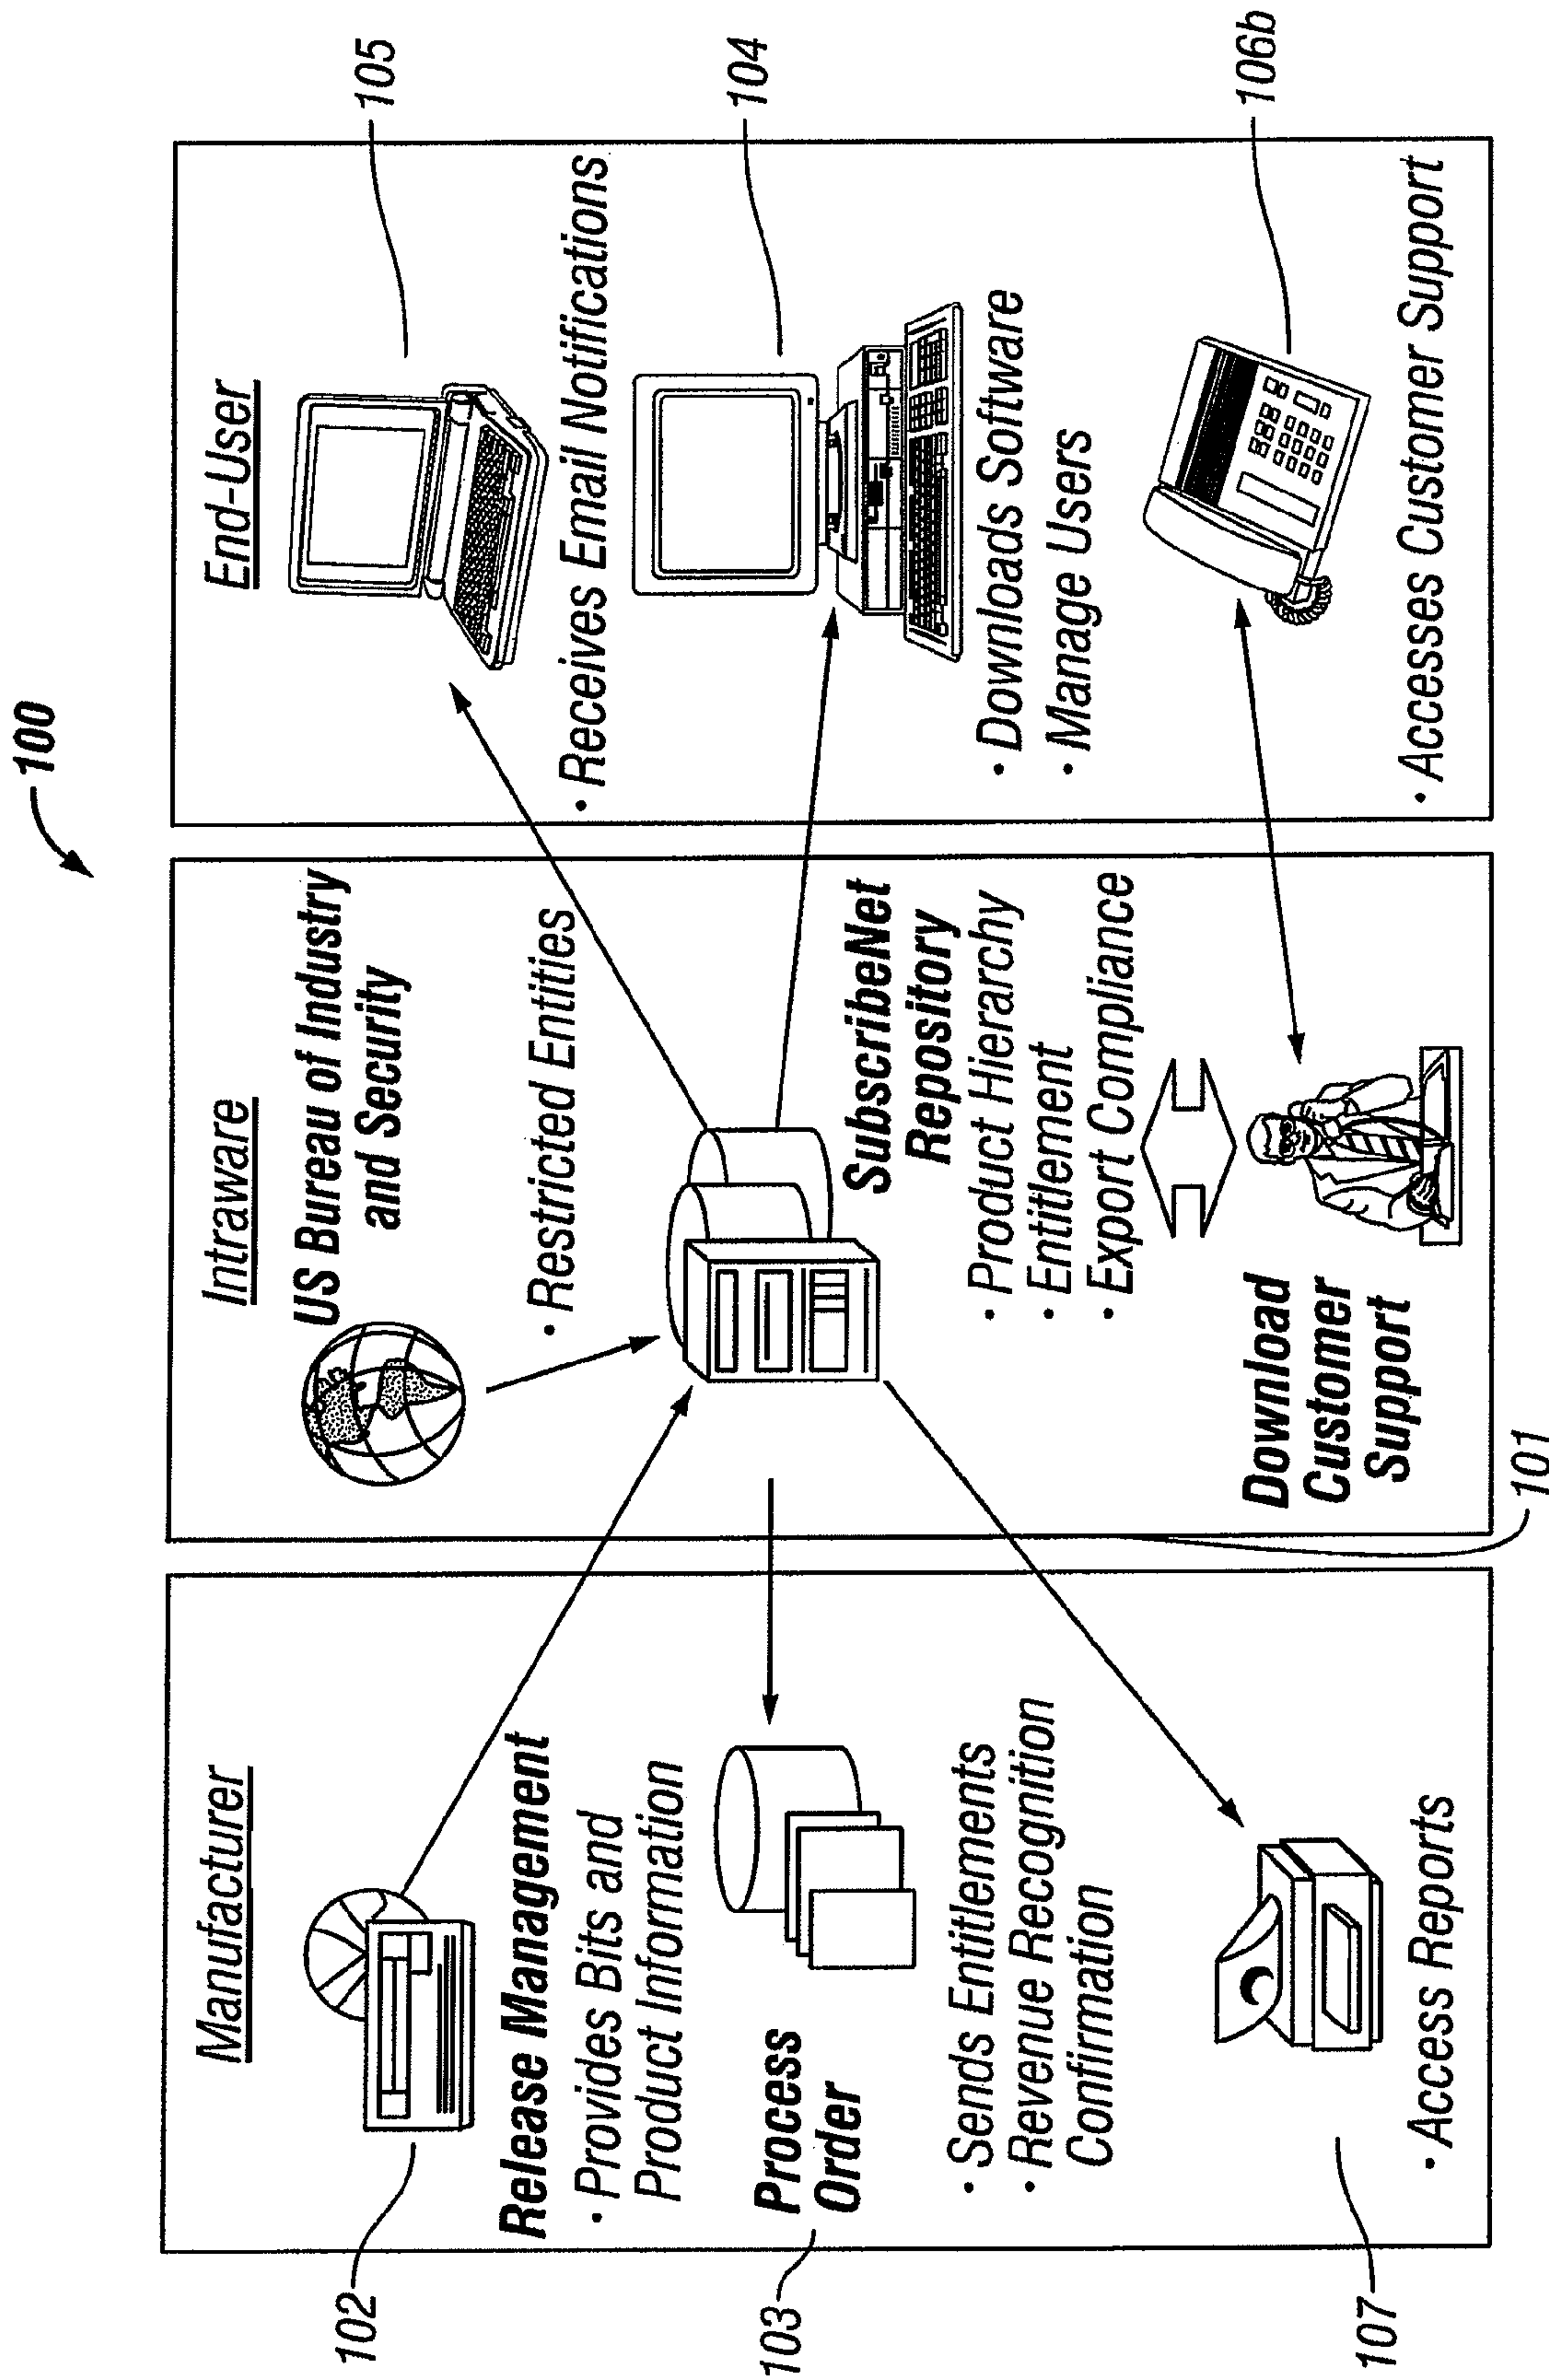 100
Manufacturer
102
Release Management
· Provides Bits and
Product Information
Process
Order
103
· Sends Entitlements
· Revenue Recognition
Confirmation
107
· Access Reports
Intraware
US Bureau of Industry
and Security
· Restricted Entities
SubscribeNet
Repository
· Product Hierarchy
· Entitlement
· Export Compliance
Download
Customer
Support
101
End-User
105
· Receives Email Notifications
104
· Downloads Software
· Manage Users
106b
· Accesses Customer Support